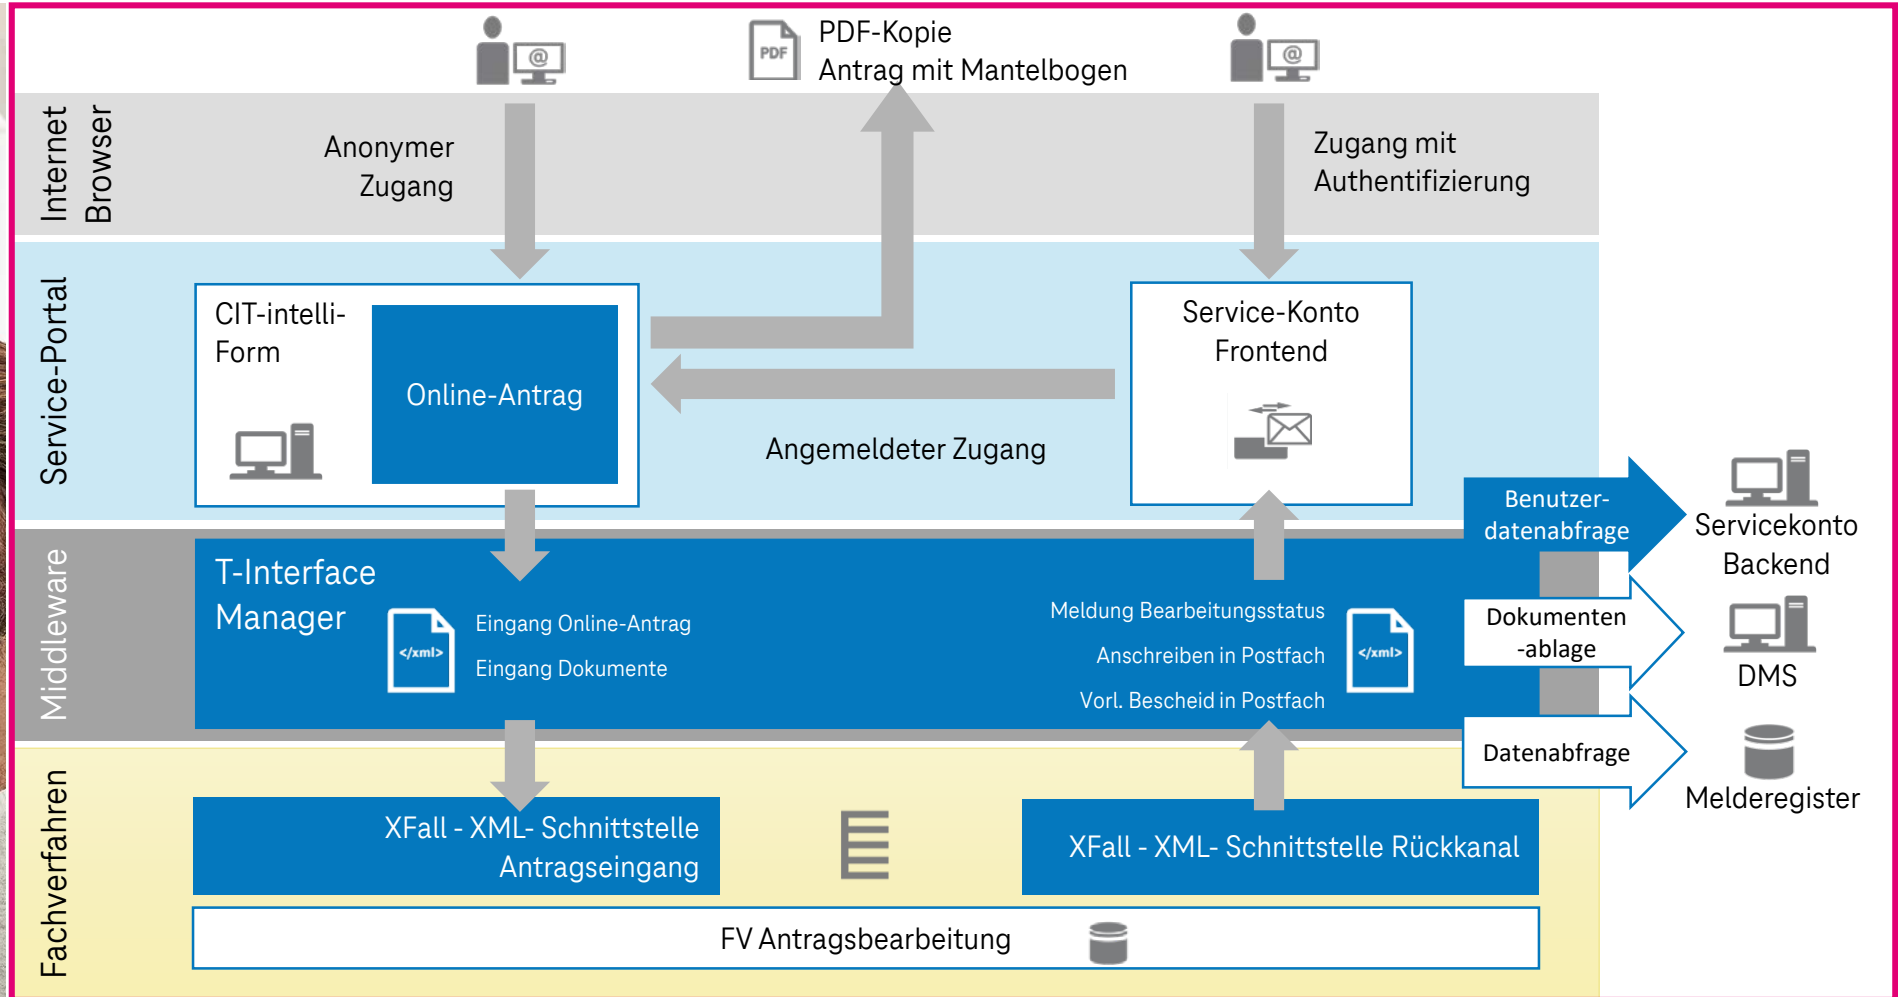 @
PDF
PDF-Kopie
Antrag mit Mantelbogen
@
Internet
Browser
Anonymer
Zugang
Zugang mit
Authentifizierung
Service-Portal
CIT-intelli-
Form
Online-Antrag
Service-Konto
Frontend
Angemeldeter Zugang
Benutzer-
datenabfrage
Servicekonto
Backend
Middleware
T-Interface
Manager
</xml>
Eingang Online-Antrag
Eingang Dokumente
Meldung Bearbeitungsstatus
Anschreiben in Postfach
Vorl. Bescheid in Postfach
</xml>
Dokumenten
-ablage
DMS
Datenabfrage
Melderegister
Fachverfahren
XFall - XML- Schnittstelle
Antragseingang
XFall - XML- Schnittstelle Rückkanal
FV Antragsbearbeitung